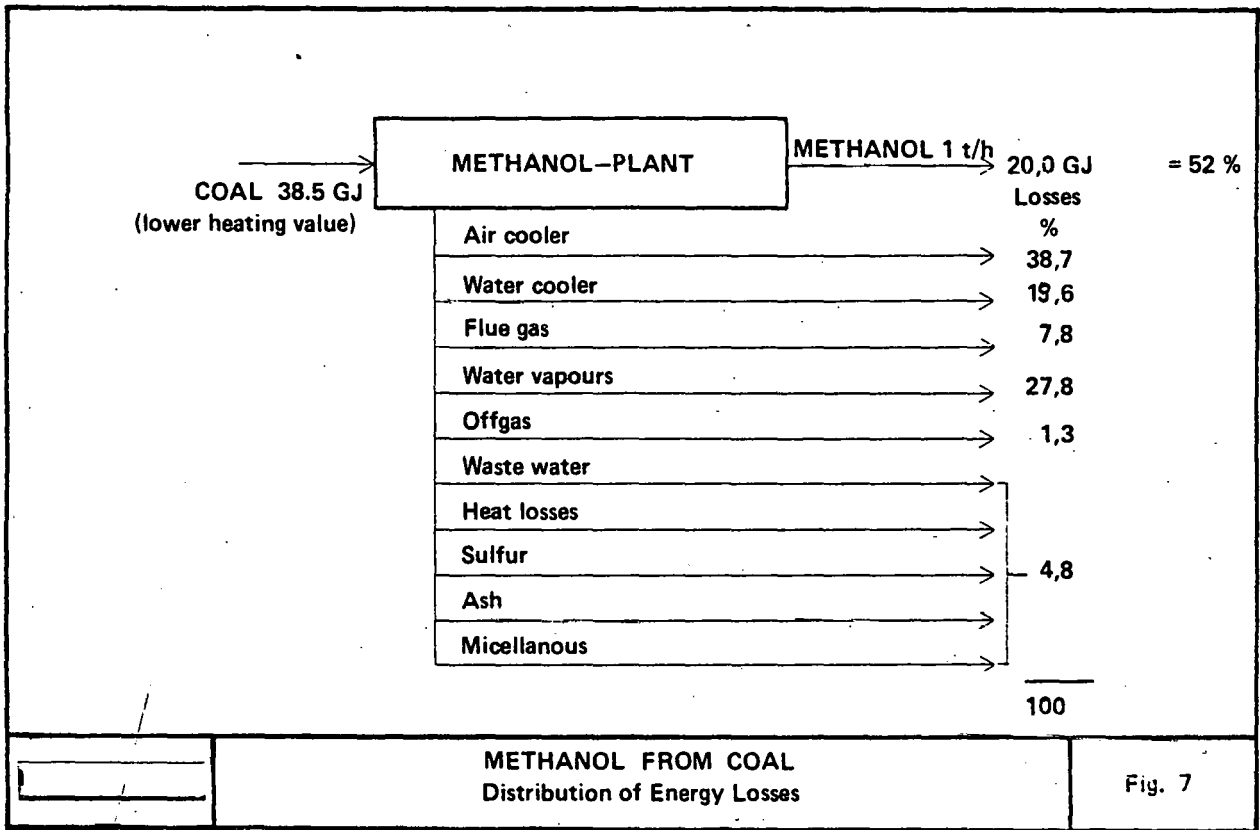 METHANOL–PLANT
METHANOL 1 t/h
20,0 GJ
= 52 %
COAL 38.5 GJ
(lower heating value)
Losses
%
Air cooler
38,7
Water cooler
19,6
Flue gas
7,8
Water vapours
27,8
Offgas
1,3
Waste water
Heat losses
Sulfur
4,8
Ash
Micellanous
100
METHANOL FROM COAL
Distribution of Energy Losses
Fig. 7